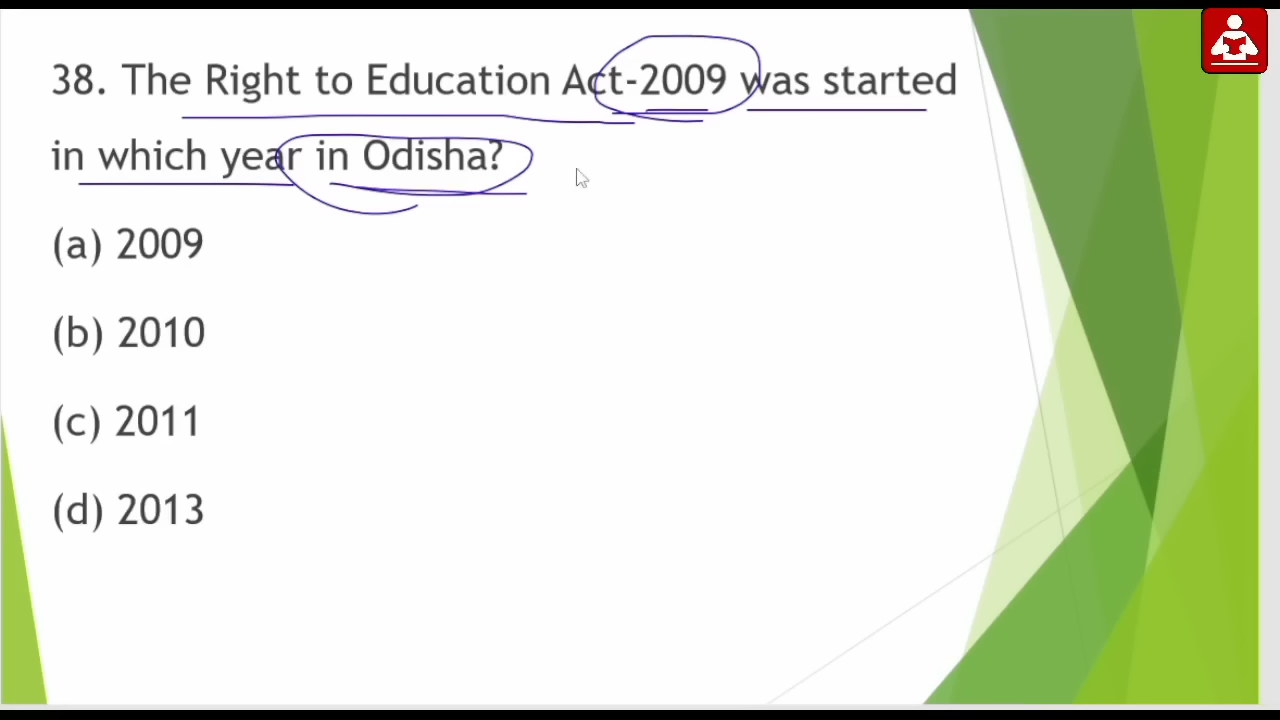 38. The Right to Education Act-2009 was started
in which year in Odisha?
(a) 2009
(b) 2010
(c) 2011
(d) 2013